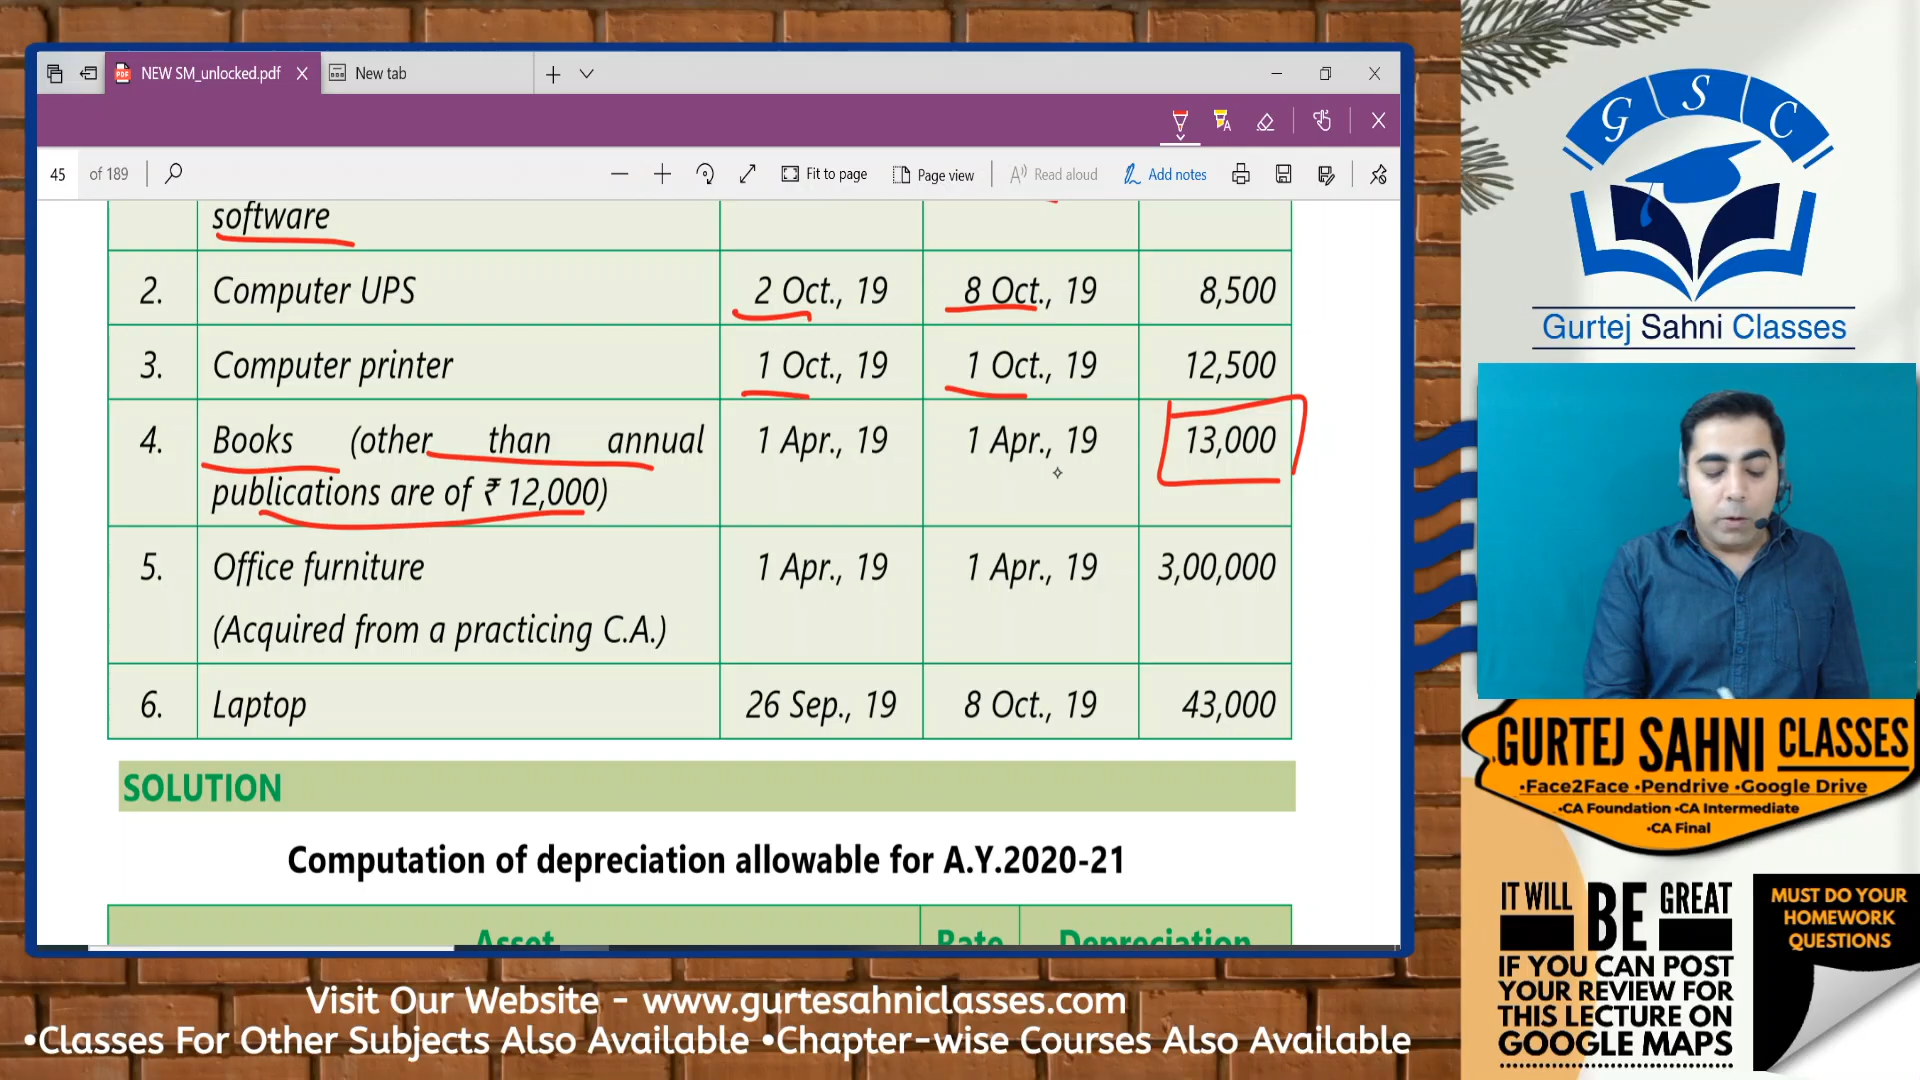 NEW SM_unlocked.pdf
New tab
45 of 189
Fit to page
Page view
Read aloud
Add notes
software
2. Computer UPS 2 Oct., 19 8 Oct., 19 8,500
3. Computer printer 1 Oct., 19 1 Oct., 19 12,500
4. Books (other than annual 1 Apr., 19 1 Apr., 19 13,000
publications are of ₹ 12,000)
5. Office furniture 1 Apr., 19 1 Apr., 19 3,00,000
(Acquired from a practicing C.A.)
6. Laptop 26 Sep., 19 8 Oct., 19 43,000
SOLUTION
Computation of depreciation allowable for A.Y.2020-21
Asset Rate Depreciation
G S C
Gurtej Sahni Classes
GURTEJ SAHNI CLASSES
•Face2Face •Pendrive •Google Drive
•CA Foundation •CA Intermediate
•CA Final
IT WILL BE GREAT
IF YOU CAN POST
YOUR REVIEW FOR
THIS LECTURE ON
GOOGLE MAPS
MUST DO YOUR
HOMEWORK
QUESTIONS
Visit Our Website - www.gurtesahniclasses.com
•Classes For Other Subjects Also Available •Chapter-wise Courses Also Available